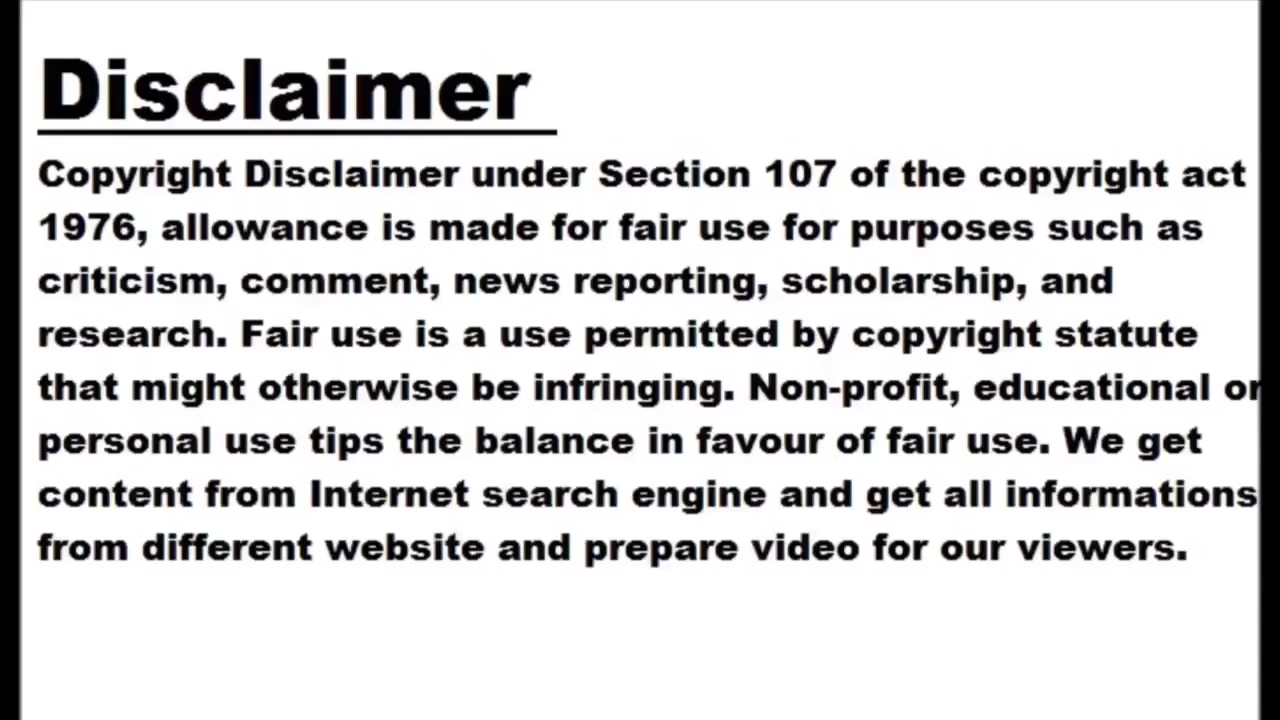 Disclaimer
Copyright Disclaimer under Section 107 of the copyright act
1976, allowance is made for fair use for purposes such as
criticism, comment, news reporting, scholarship, and
research. Fair use is a use permitted by copyright statute
that might otherwise be infringing. Non-profit, educational or
personal use tips the balance in favour of fair use. We get
content from Internet search engine and get all informations
from different website and prepare video for our viewers.